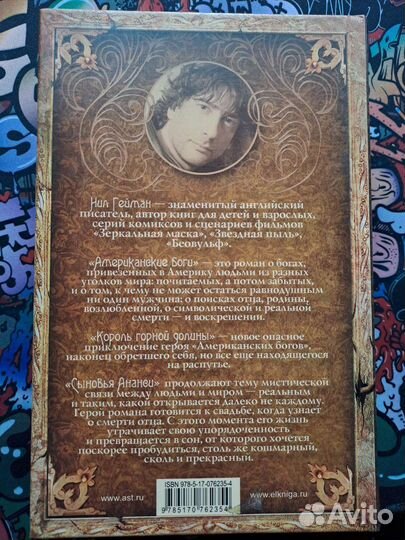 Нил Гейман — знаменитый английский
писатель, автор книг для детей и взрослых,
серий комиксов и сценариев фильмов
«Зеркальная маска», «Звездная пыль»,
«Беовульф».
«Американские боги» — это роман о богах,
привезенных в Америку людьми из разных
уголков мира: почитаемых, а потом забытых,
и о том, к чему не может остаться равнодушным
ни один мужчина: о поисках отца, родины,
возлюбленной, о символической и реальной
смерти — и воскрешении.
«Король горной долины» — новое опасное
приключение героя «Американских богов»,
наконец обретшего себя, но все еще находящегося
на распутье.
«Сыновья Ананси» продолжают тему мистической
связи между людьми и миром — реальным
и таким, какой открывается далеко не каждому.
Герой романа готовится к свадьбе, когда узнает
о смерти отца. С этого момента его жизнь
утрачивает свою упорядоченность
и превращается в сон, от которого хочется
поскорее пробудиться, столь же кошмарный,
сколь и прекрасный.
www.ast.ru
ISBN 978-5-17-076235-4
9 785170 762354
www.elkniga.ru
Avito